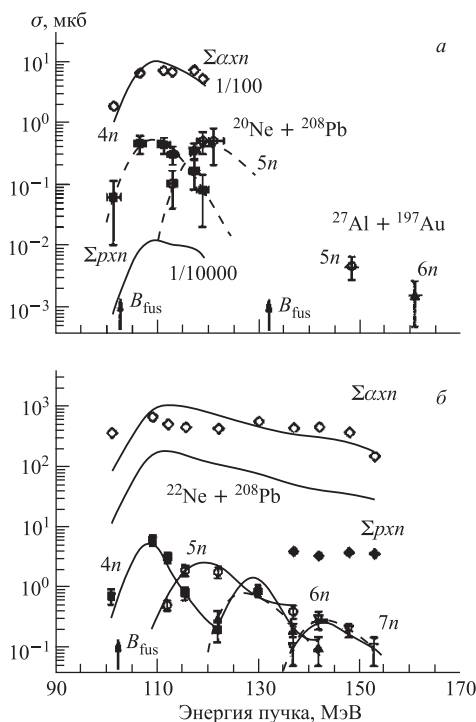 σ, мкб
а
10¹
Σαxn
1/100
4n
10⁰
²⁰Ne + ²⁰⁸Pb
5n
10⁻¹
Σpxn
²⁷Al + ¹⁹⁷Au
10⁻²
5n
6n
1/10000
10⁻³
B_fus
B_fus
б
10³
Σαxn
10²
²²Ne + ²⁰⁸Pb
10¹
Σpxn
4n
5n
10⁰
6n
7n
10⁻¹
B_fus
90 110 130 150 170
Энергия пучка, МэВ